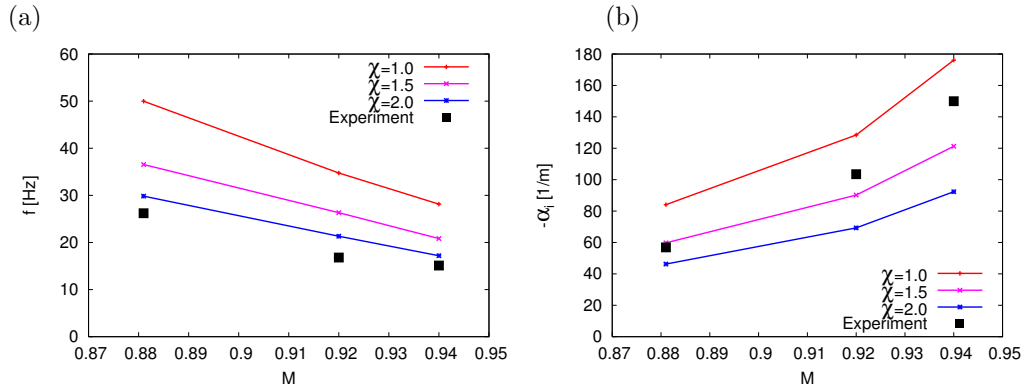 (a)
60
50
40
30
20
10
0
f [Hz]
0.87 0.88 0.89 0.9 0.91 0.92 0.93 0.94 0.95
M
χ=1.0
χ=1.5
χ=2.0
Experiment
(b)
180
160
140
120
100
80
60
40
20
0
-αi [1/m]
0.87 0.88 0.89 0.9 0.91 0.92 0.93 0.94 0.95
M
χ=1.0
χ=1.5
χ=2.0
Experiment